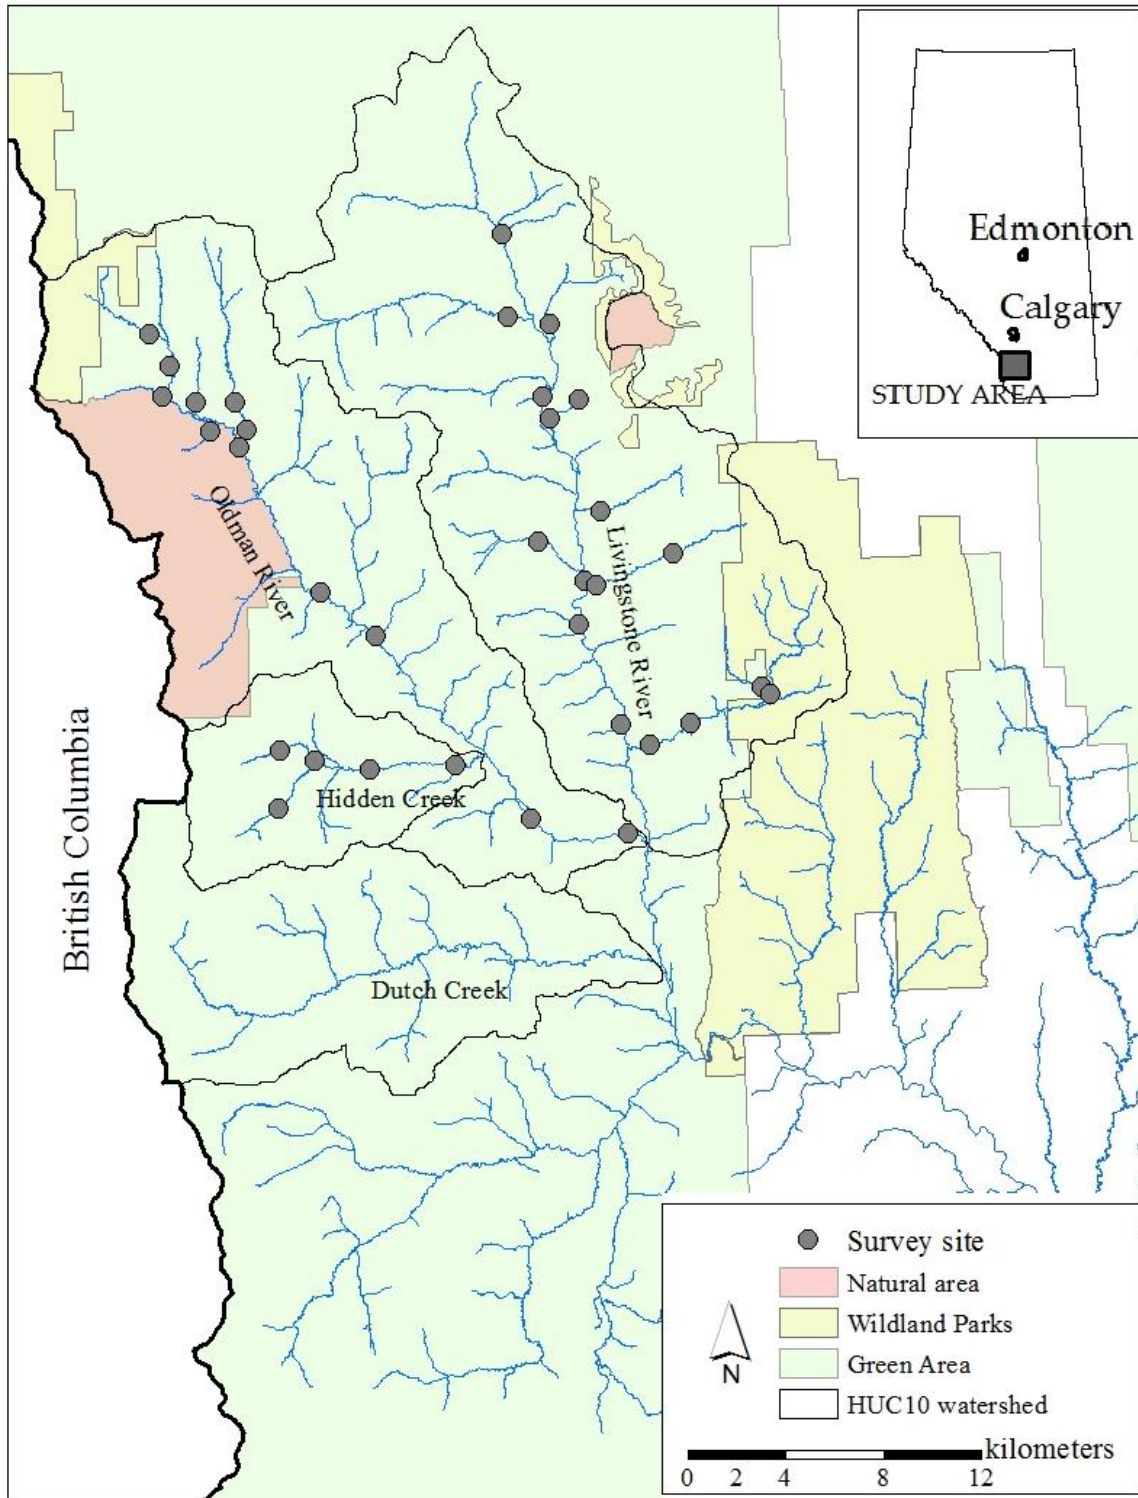 Edmonton
Calgary
STUDY AREA
Oldman River
Livingstone River
British Columbia
Hidden Creek
Dutch Creek
Survey site
Natural area
Wildland Parks
Green Area
HUC10 watershed
N
kilometers
0 2 4 8 12